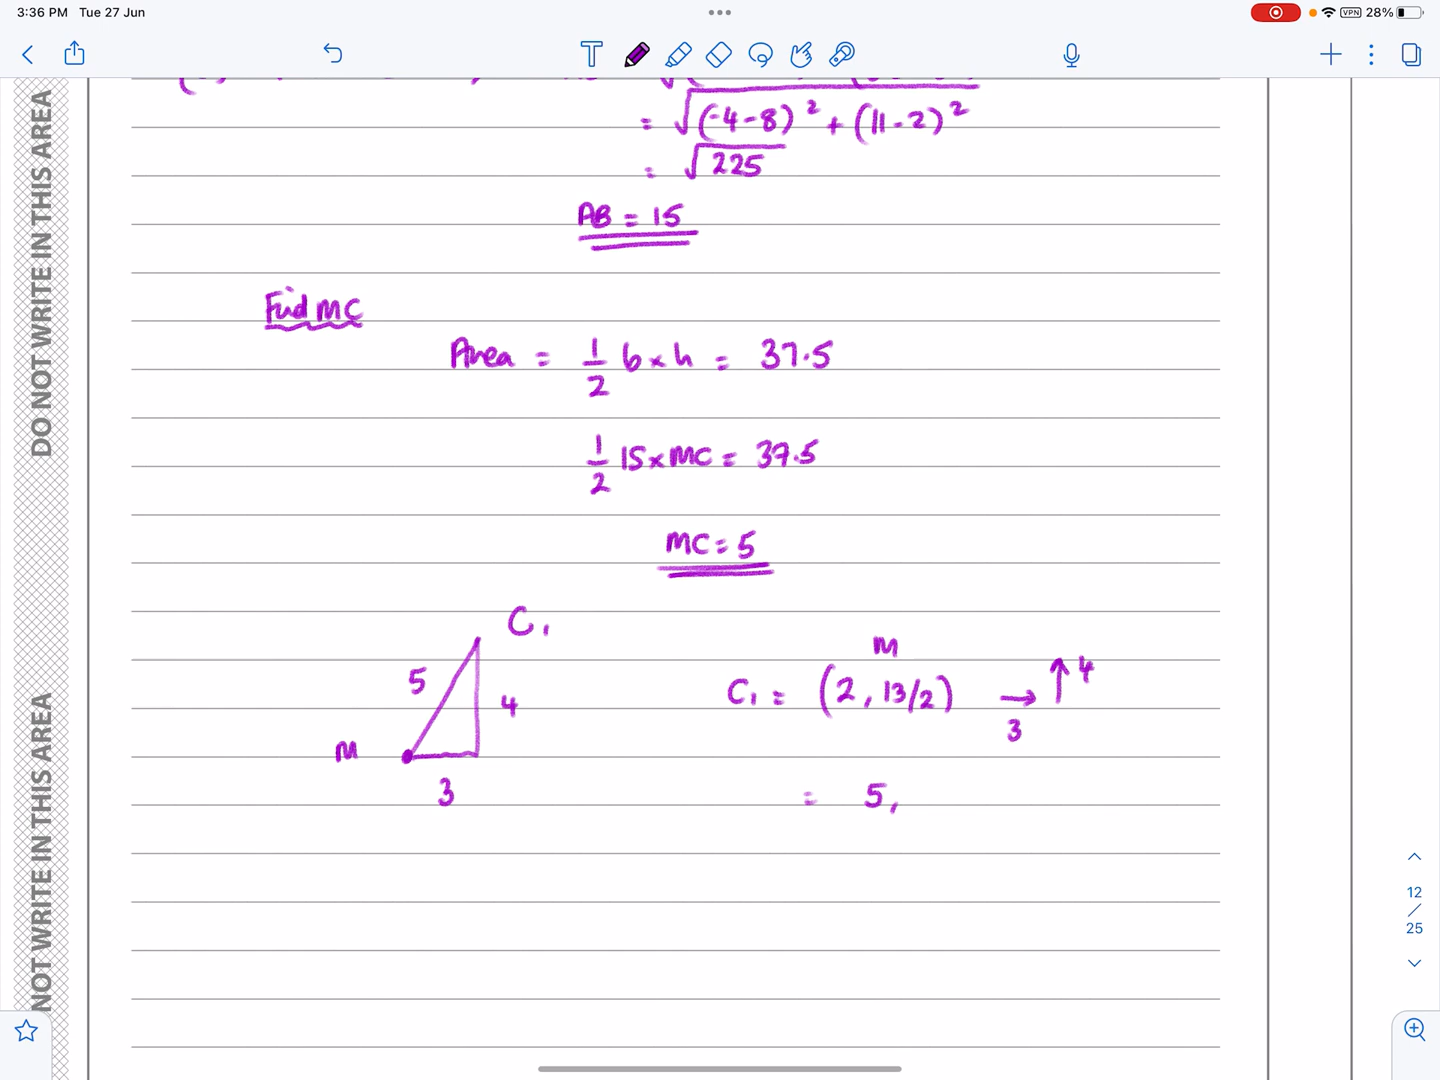 3:36 PM Tue 27 Jun
VPN 28%
T
DO NOT WRITE IN THIS AREA
= √(-4-8)² + (11-2)²
= √225
AB = 15
Find MC
Area = 1/2 b × h = 37.5
1/2 15 × MC = 37.5
MC = 5
C₁
5
4
M
3
M
C₁ = (2, 13/2) → 3 ↑ 4
= 5,
NOT WRITE IN THIS AREA
12
/
25